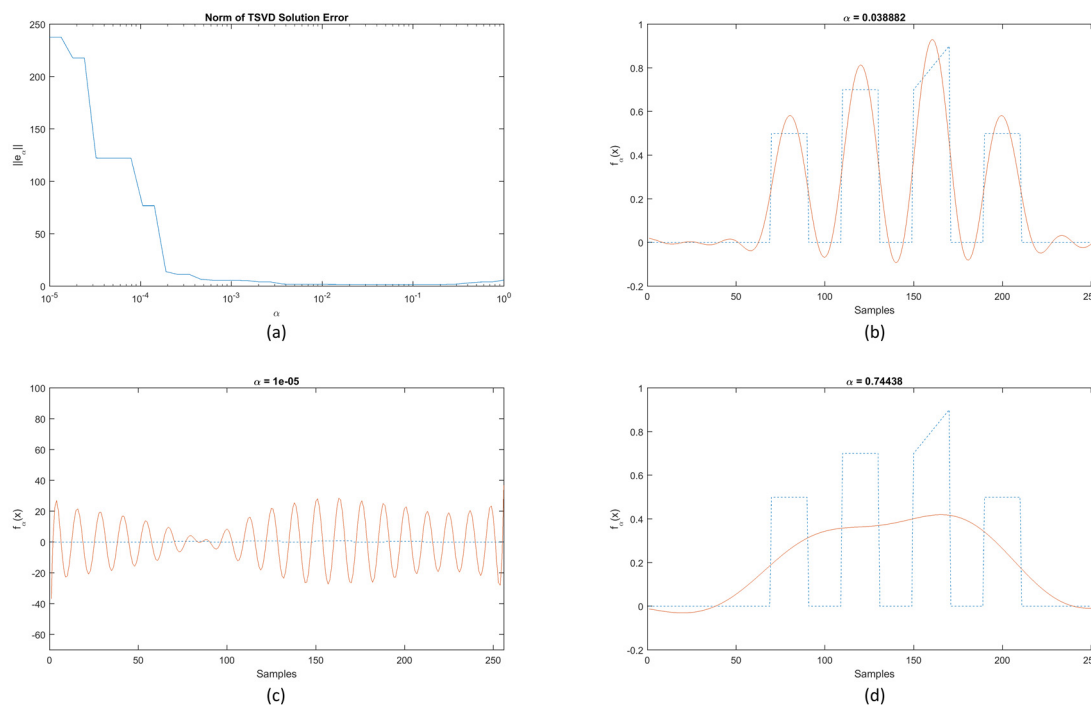 Norm of TSVD Solution Error
250
200
150
100
50
0
10⁻⁵ 10⁻⁴ 10⁻³ 10⁻² 10⁻¹ 10⁰
||e_α||
α
(a)
α = 0.038882
1
0.8
0.6
0.4
0.2
0
-0.2
0 50 100 150 200 250
f_α(x)
Samples
(b)
α = 1e-05
100
80
60
40
20
0
-20
-40
-60
0 50 100 150 200 250
f_α(x)
Samples
(c)
α = 0.74438
1
0.8
0.6
0.4
0.2
0
-0.2
0 50 100 150 200 250
f_α(x)
Samples
(d)